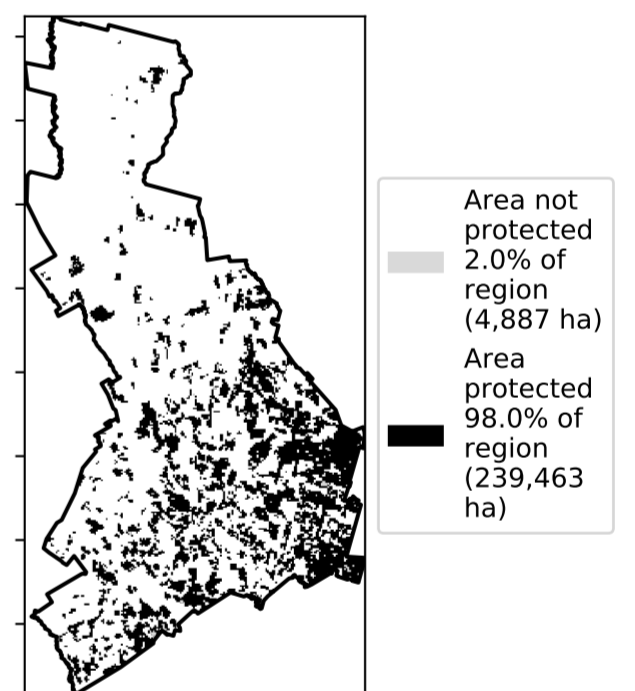 Area not
protected
2.0% of
region
(4,887 ha)
Area
protected
98.0% of
region
(239,463
ha)